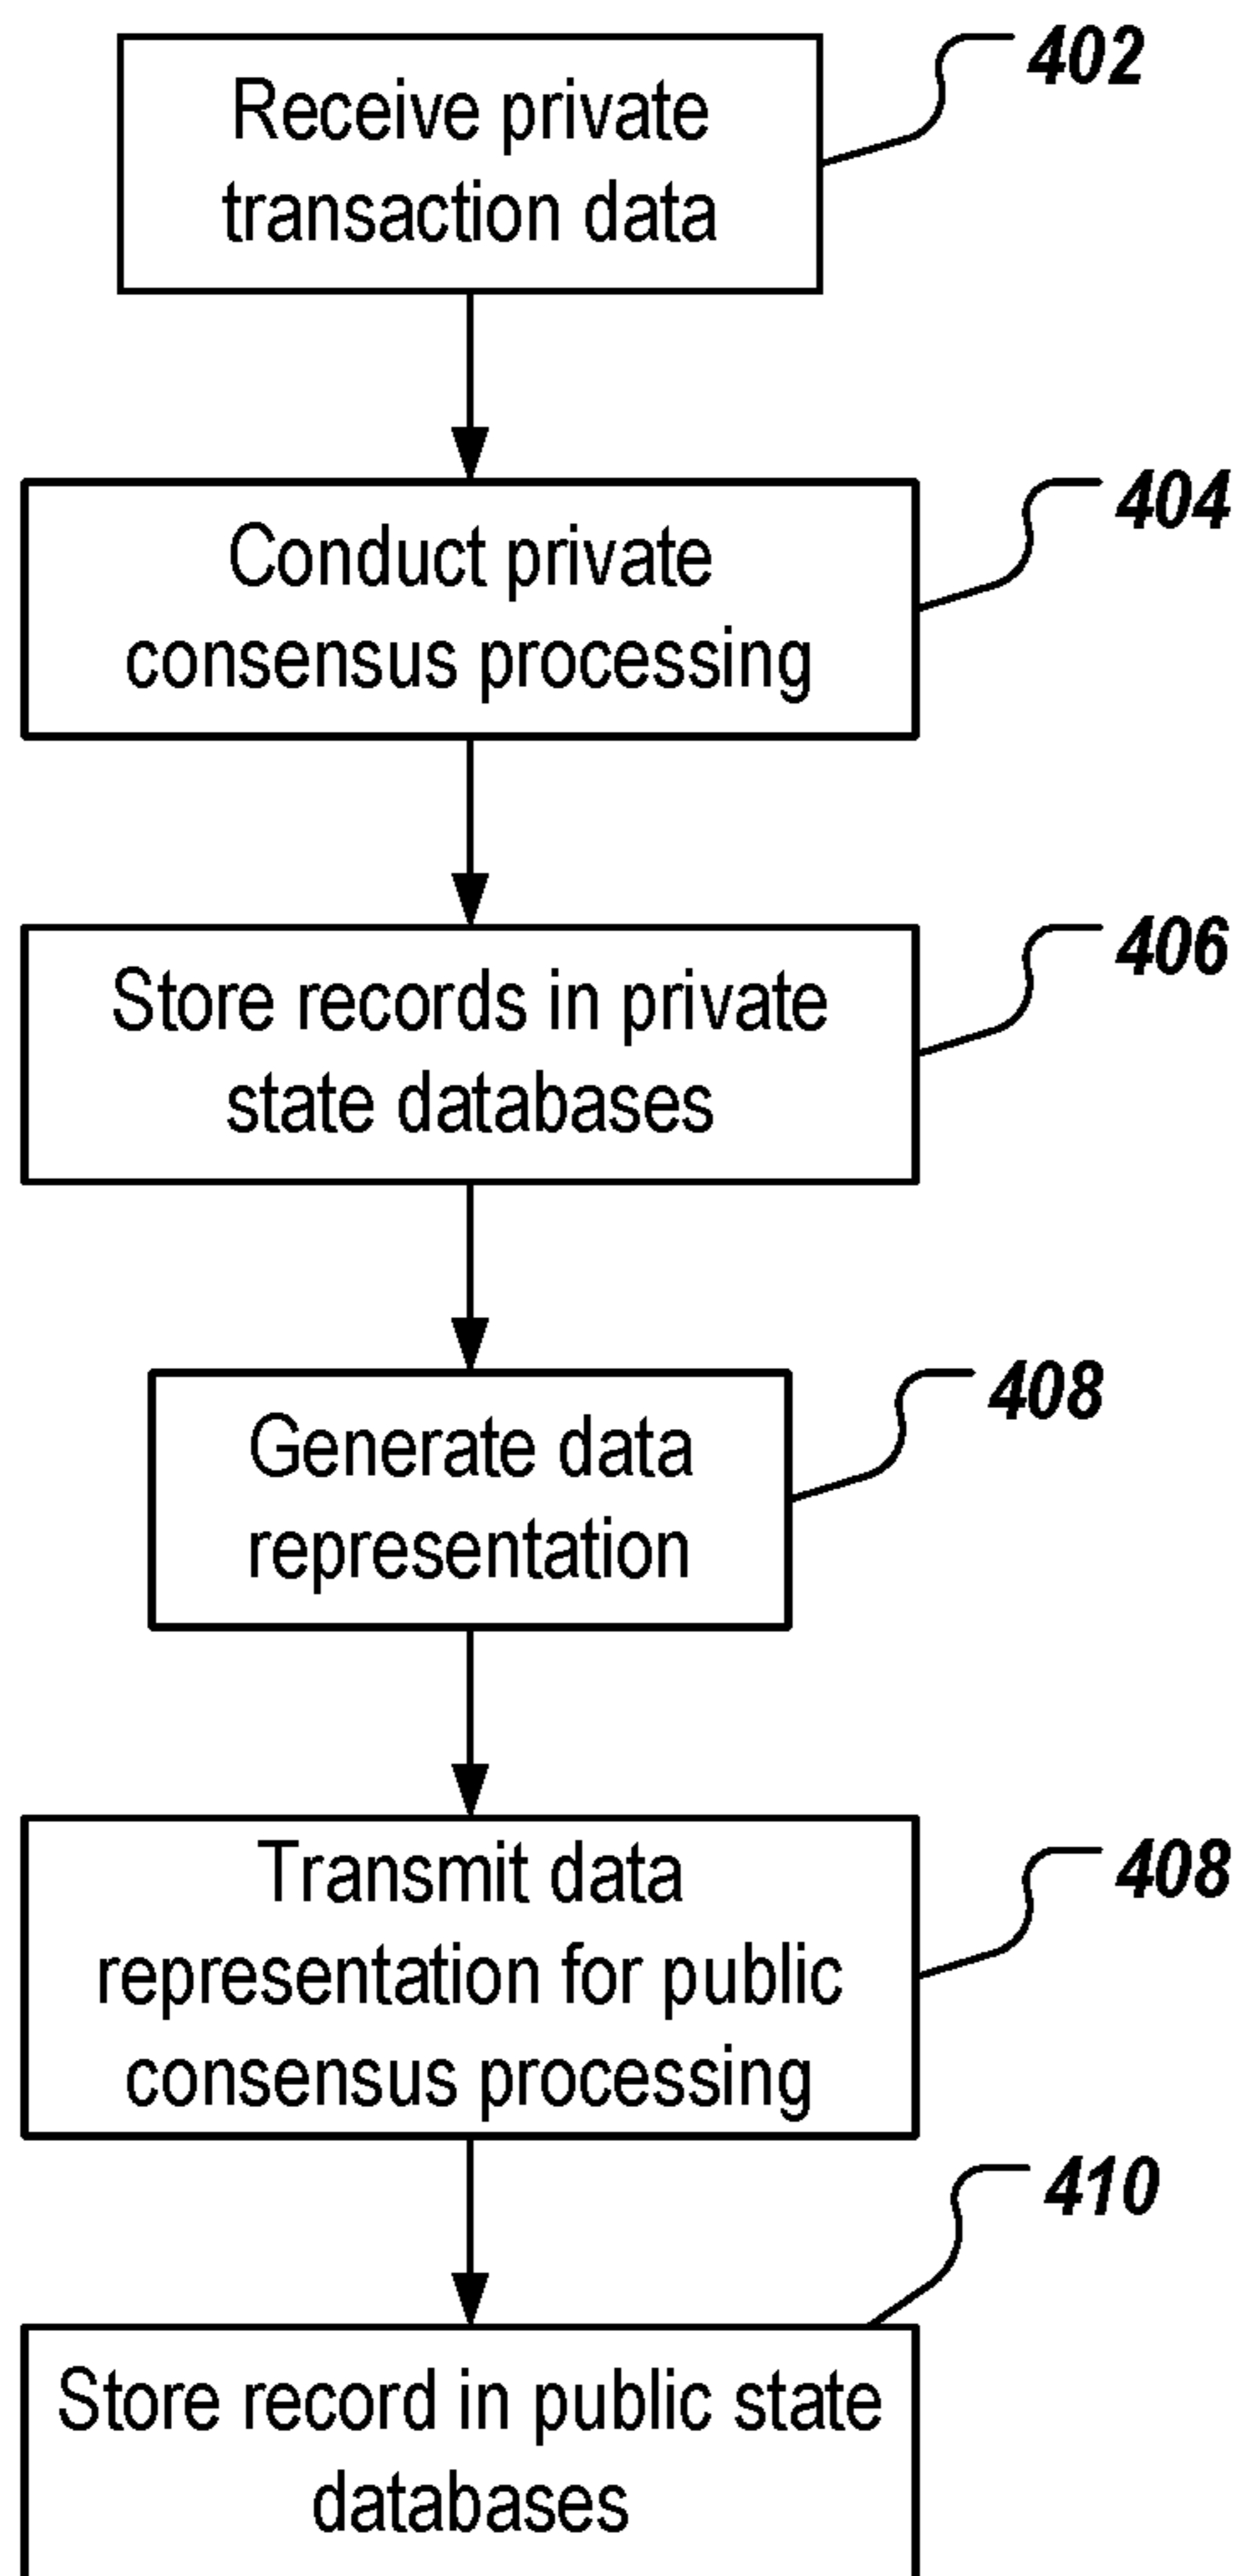 Receive private
transaction data
402
Conduct private
consensus processing
404
Store records in private
state databases
406
Generate data
representation
408
Transmit data
representation for public
consensus processing
408
Store record in public state
databases
410